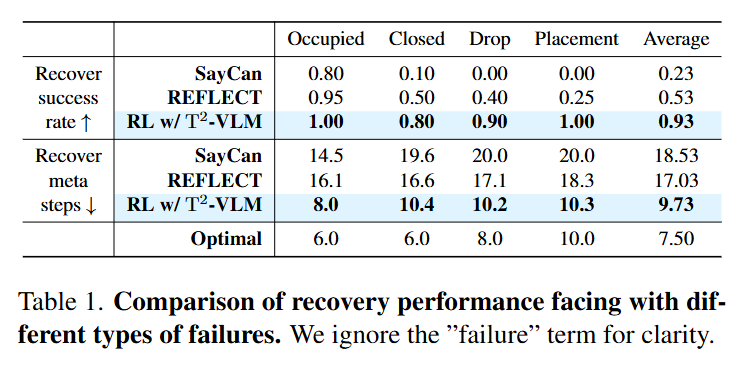 Occupied Closed Drop Placement Average
Recover SayCan 0.80 0.10 0.00 0.00 0.23
success REFLECT 0.95 0.50 0.40 0.25 0.53
rate ↑ RL w/ T²-VLM 1.00 0.80 0.90 1.00 0.93
Recover SayCan 14.5 19.6 20.0 20.0 18.53
meta REFLECT 16.1 16.6 17.1 18.3 17.03
steps ↓ RL w/ T²-VLM 8.0 10.4 10.2 10.3 9.73
Optimal 6.0 6.0 8.0 10.0 7.50
Table 1. Comparison of recovery performance facing with dif-
ferent types of failures. We ignore the ”failure” term for clarity.